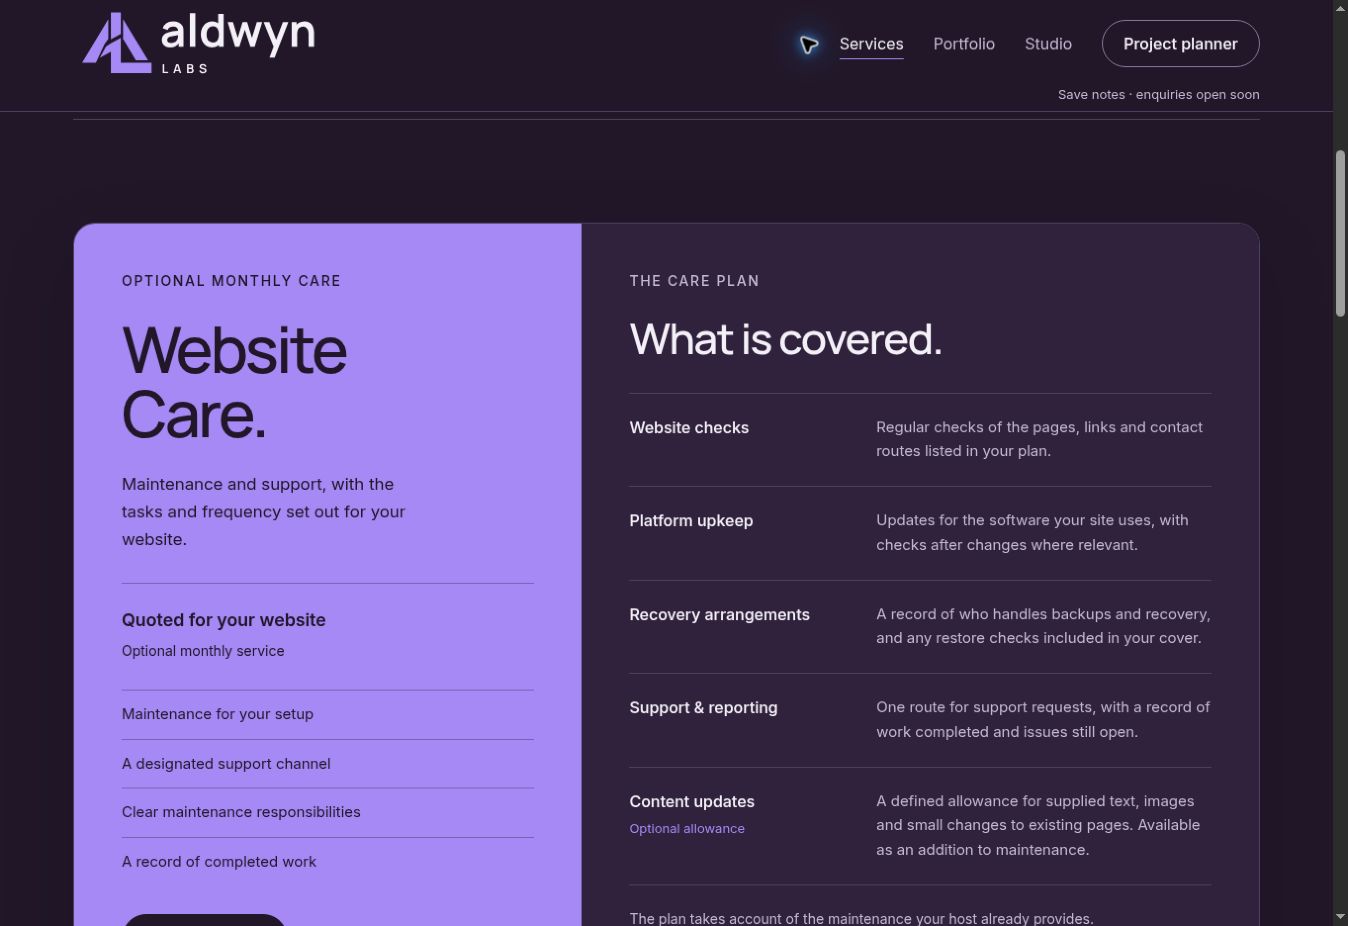 aldwyn
LABS
Services
Portfolio
Studio
Project planner
Save notes · enquiries open soon
OPTIONAL MONTHLY CARE
Website
Care.
Maintenance and support, with the
tasks and frequency set out for your
website.
Quoted for your website
Optional monthly service
Maintenance for your setup
A designated support channel
Clear maintenance responsibilities
A record of completed work
THE CARE PLAN
What is covered.
Website checks
Regular checks of the pages, links and contact
routes listed in your plan.
Platform upkeep
Updates for the software your site uses, with
checks after changes where relevant.
Recovery arrangements
A record of who handles backups and recovery,
and any restore checks included in your cover.
Support & reporting
One route for support requests, with a record of
work completed and issues still open.
Content updates
Optional allowance
A defined allowance for supplied text, images
and small changes to existing pages. Available
as an addition to maintenance.
The plan takes account of the maintenance your host already provides.